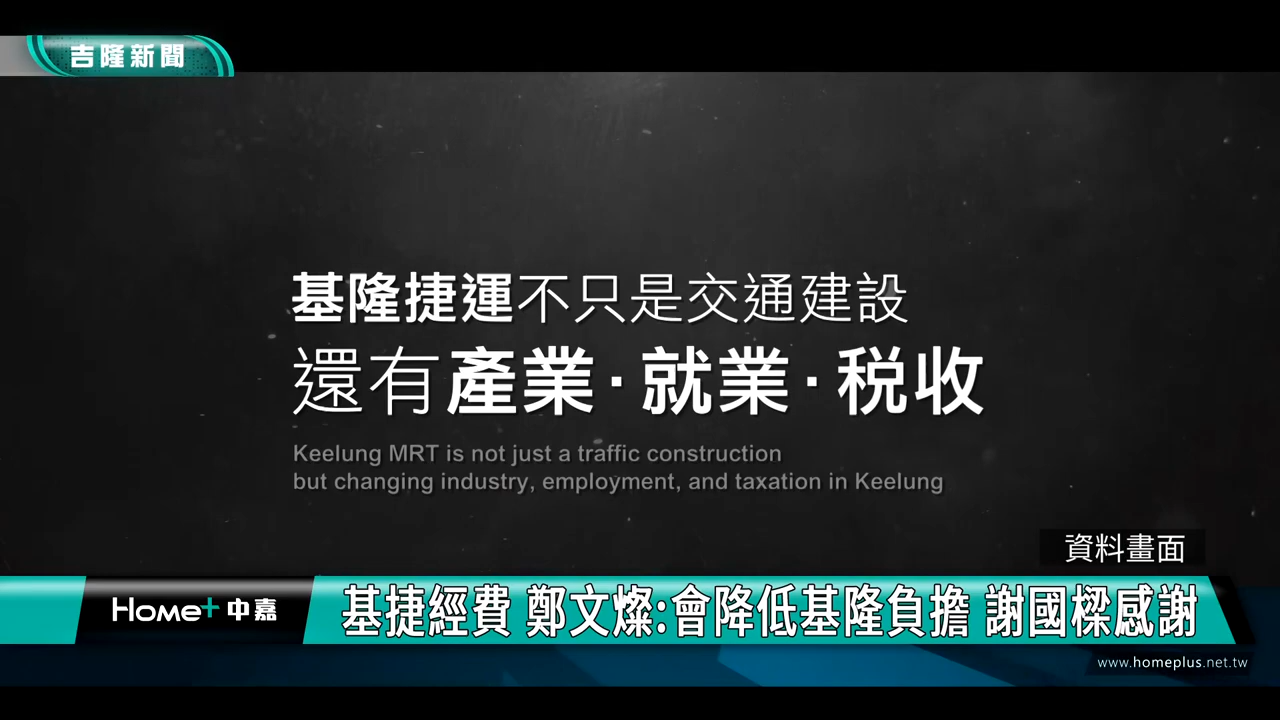 吉隆新聞
基隆捷運不只是交通建設
還有產業·就業·税收
Keelung MRT is not just a traffic construction
but changing industry, employment, and taxation in Keelung
資料畫面
Home+中嘉
基捷經費 鄭文燦:會降低基隆負擔 謝國樑感謝
www.homeplus.net.tw